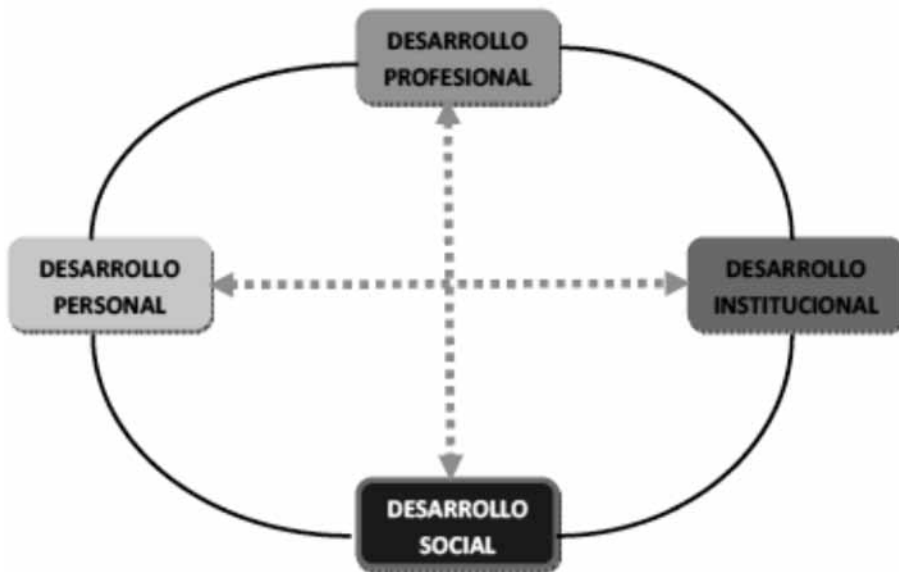 DESARROLLO
PROFESIONAL
DESARROLLO
PERSONAL
DESARROLLO
INSTITUCIONAL
DESARROLLO
SOCIAL